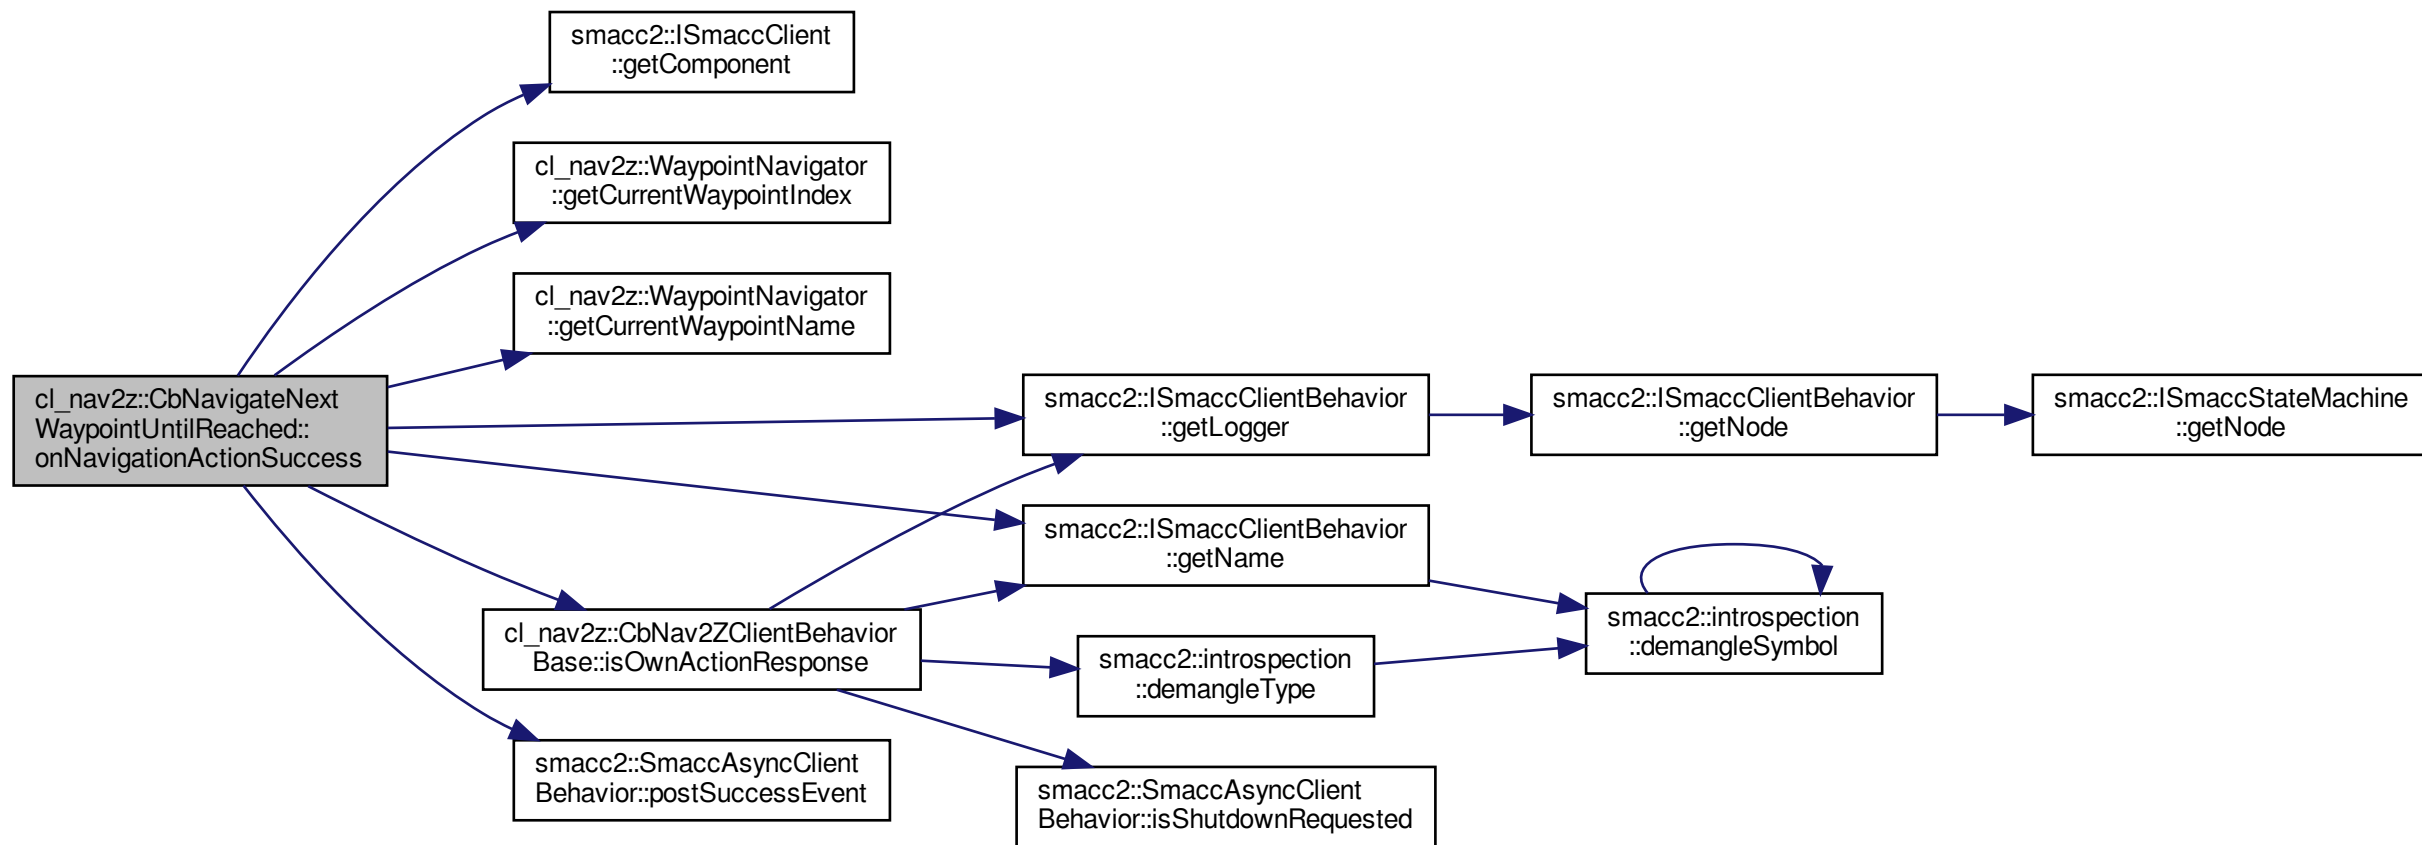 smacc2::ISmaccClient
::getComponent
cl_nav2z::WaypointNavigator
::getCurrentWaypointIndex
cl_nav2z::WaypointNavigator
::getCurrentWaypointName
cl_nav2z::CbNavigateNext
WaypointUntilReached::
onNavigationActionSuccess
smacc2::ISmaccClientBehavior
::getLogger
smacc2::ISmaccClientBehavior
::getNode
smacc2::ISmaccStateMachine
::getNode
smacc2::ISmaccClientBehavior
::getName
cl_nav2z::CbNav2ZClientBehavior
Base::isOwnActionResponse
smacc2::introspection
::demangleType
smacc2::introspection
::demangleSymbol
smacc2::SmaccAsyncClient
Behavior::postSuccessEvent
smacc2::SmaccAsyncClient
Behavior::isShutdownRequested